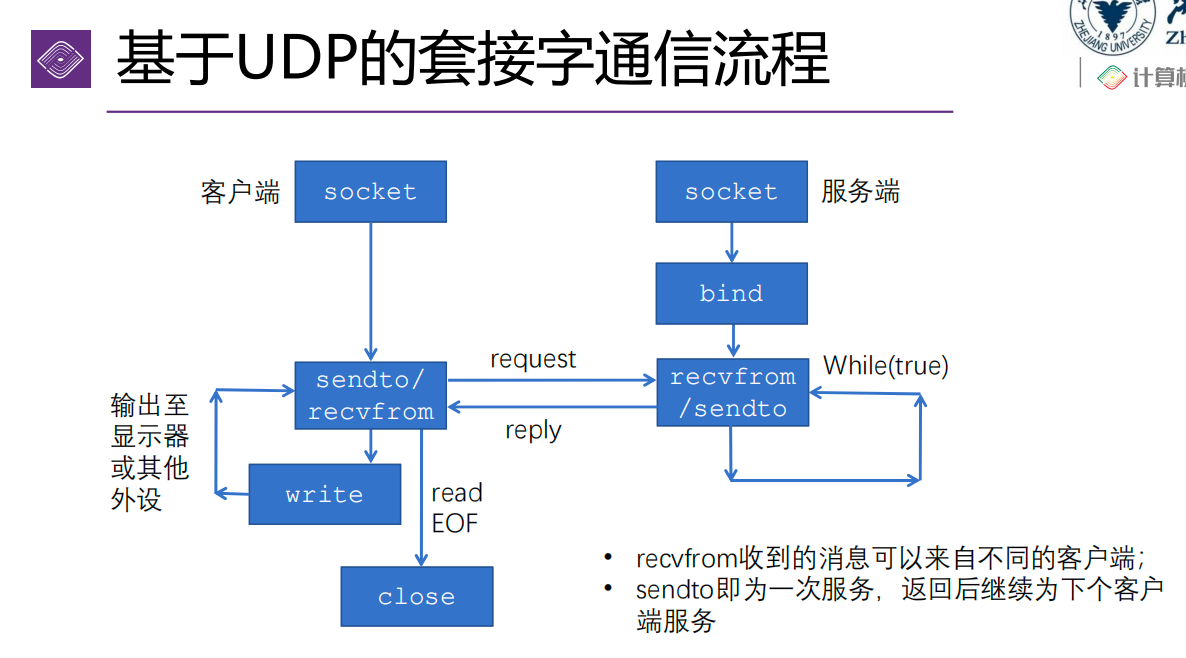 基于UDP的套接字通信流程
1897
ZHEJIANG UNIVERSITY
客户端
socket
socket
服务端
bind
request
While(true)
sendto/
recvfrom
recvfrom
/sendto
reply
输出至
显示器
或其他
外设
write
read
EOF
close
• recvfrom收到的消息可以来自不同的客户端；
• sendto即为一次服务，返回后继续为下个客户
端服务